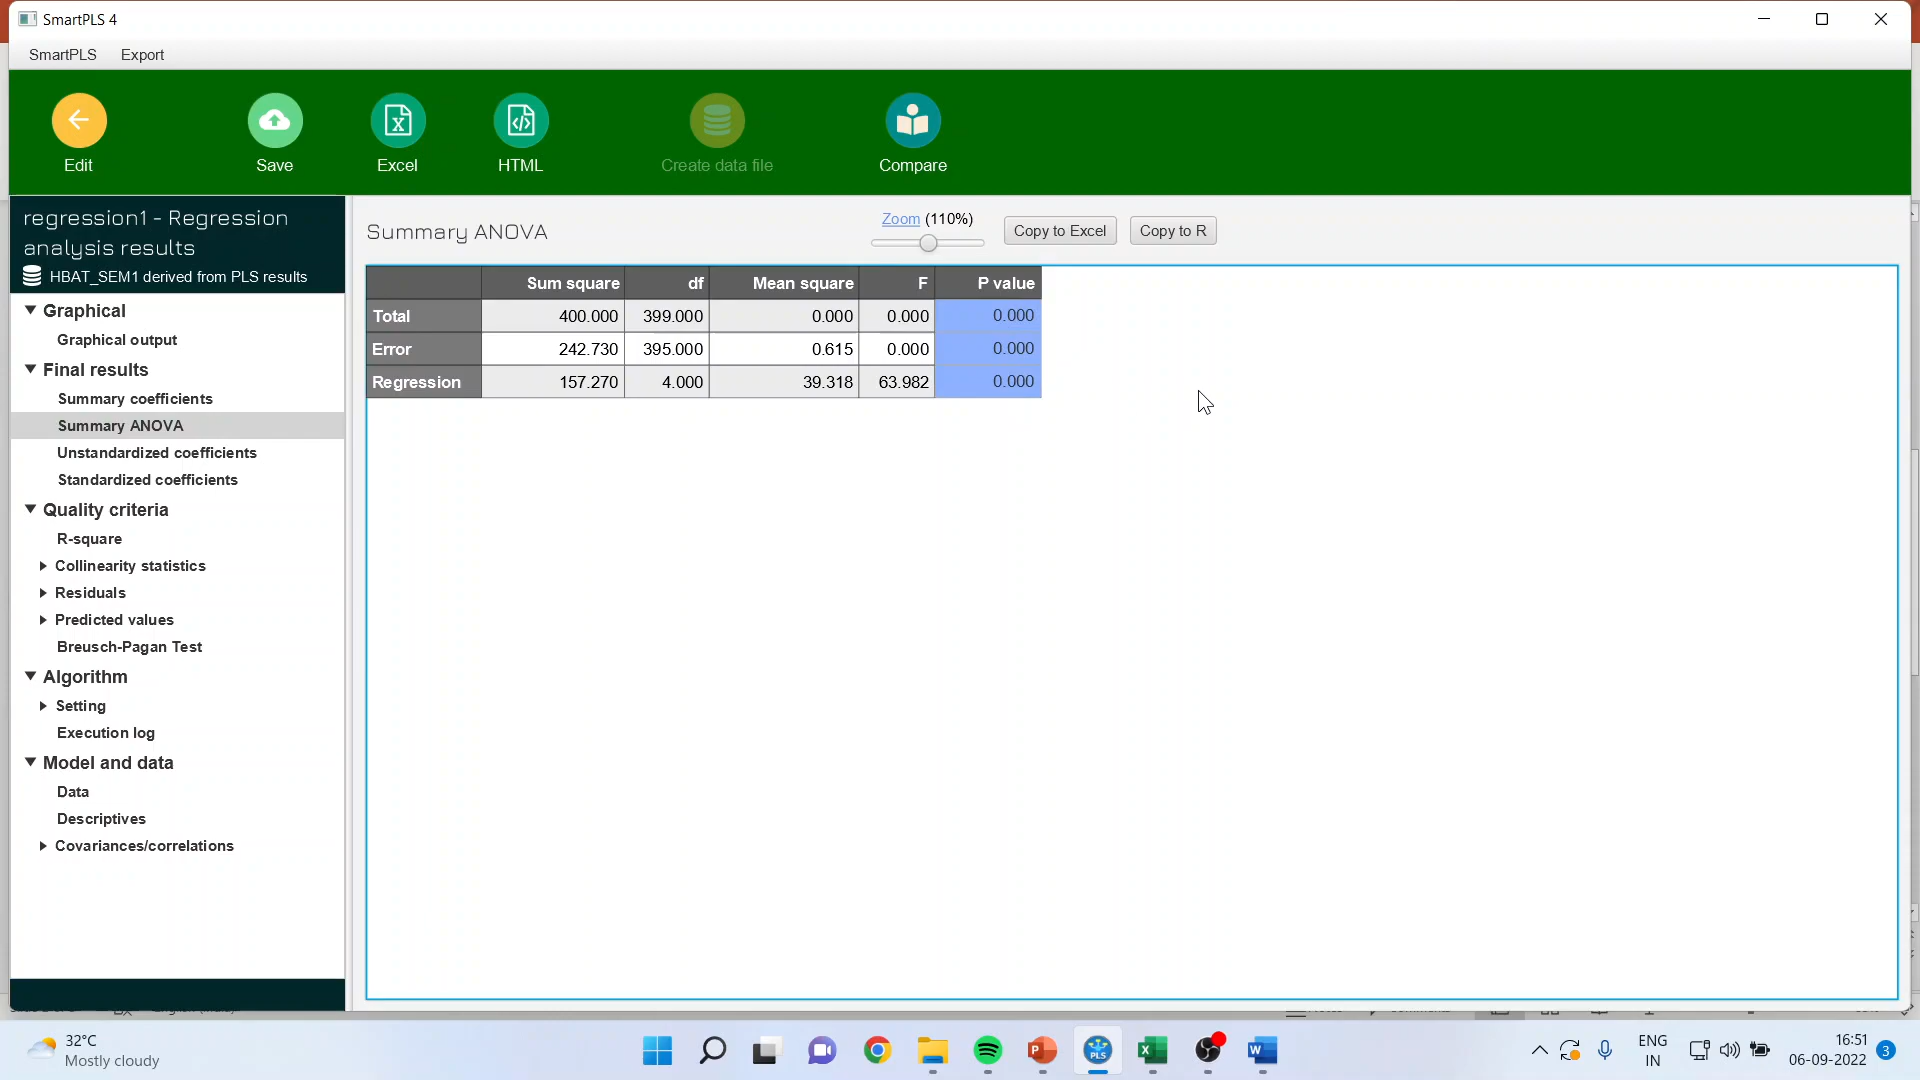 SmartPLS 4
SmartPLS Export
Edit Save Excel HTML Create data file Compare
regression1 - Regression
analysis results
HBAT_SEM1 derived from PLS results
Graphical
Graphical output
Final results
Summary coefficients
Summary ANOVA
Unstandardized coefficients
Standardized coefficients
Quality criteria
R-square
Collinearity statistics
Residuals
Predicted values
Breusch-Pagan Test
Algorithm
Setting
Execution log
Model and data
Data
Descriptives
Covariances/correlations
Summary ANOVA
Zoom (110%)
Copy to Excel Copy to R
Sum square df Mean square F P value
Total 400.000 399.000 0.000 0.000 0.000
Error 242.730 395.000 0.615 0.000 0.000
Regression 157.270 4.000 39.318 63.982 0.000
32°C
Mostly cloudy
PLS
ENG
IN
16:51
06-09-2022
3